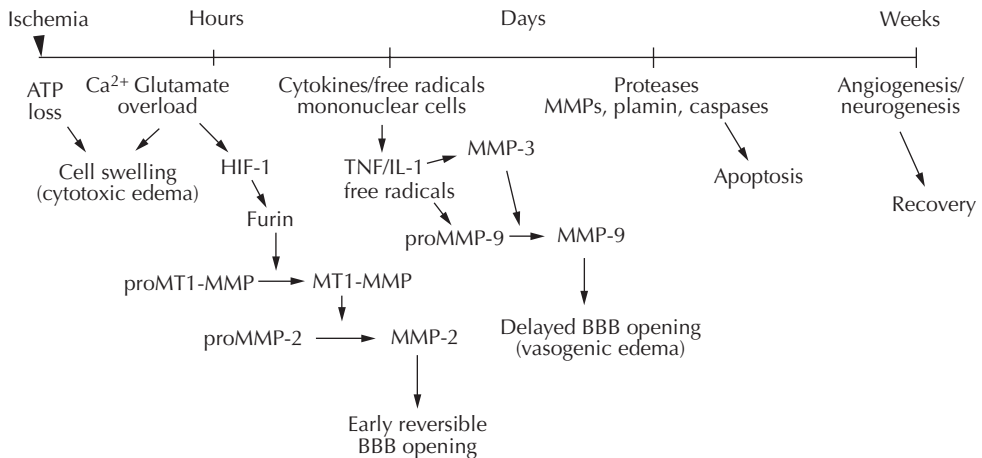 Ischemia
Hours
Days
Weeks
ATP
loss
Ca2+ Glutamate
overload
Cytokines/free radicals
mononuclear cells
Proteases
MMPs, plamin, caspases
Angiogenesis/
neurogenesis
Cell swelling
(cytotoxic edema)
HIF-1
TNF/IL-1
free radicals
MMP-3
Apoptosis
Recovery
Furin
proMMP-9
MMP-9
proMT1-MMP
MT1-MMP
proMMP-2
MMP-2
Delayed BBB opening
(vasogenic edema)
Early reversible
BBB opening